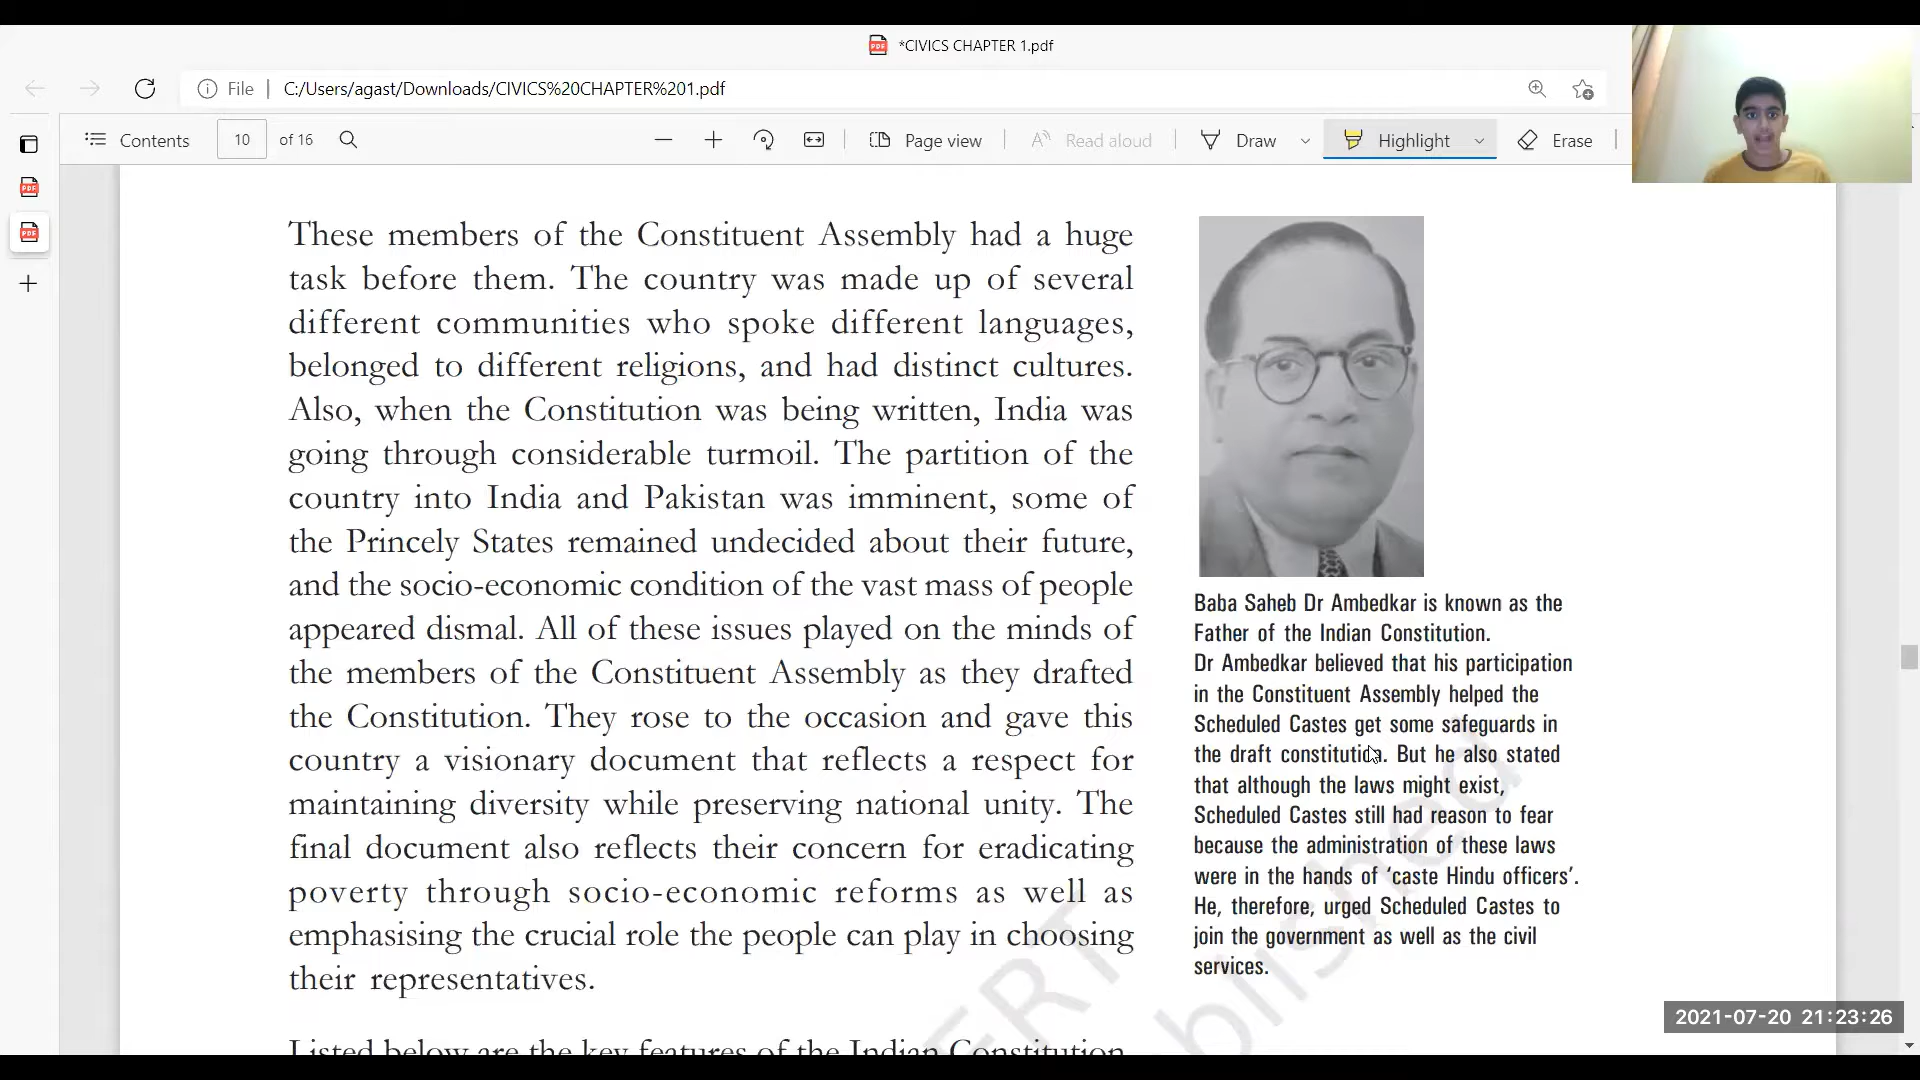 *CIVICS CHAPTER 1.pdf
File | C:/Users/agast/Downloads/CIVICS%20CHAPTER%201.pdf
Contents 10 of 16 Page view Read aloud Draw Highlight Erase
These members of the Constituent Assembly had a huge
task before them. The country was made up of several
different communities who spoke different languages,
belonged to different religions, and had distinct cultures.
Also, when the Constitution was being written, India was
going through considerable turmoil. The partition of the
country into India and Pakistan was imminent, some of
the Princely States remained undecided about their future,
and the socio-economic condition of the vast mass of people
appeared dismal. All of these issues played on the minds of
the members of the Constituent Assembly as they drafted
the Constitution. They rose to the occasion and gave this
country a visionary document that reflects a respect for
maintaining diversity while preserving national unity. The
final document also reflects their concern for eradicating
poverty through socio-economic reforms as well as
emphasising the crucial role the people can play in choosing
their representatives.
Listed below are the key features of the Indian Constitution.
Baba Saheb Dr Ambedkar is known as the
Father of the Indian Constitution.
Dr Ambedkar believed that his participation
in the Constituent Assembly helped the
Scheduled Castes get some safeguards in
the draft constitution. But he also stated
that although the laws might exist,
Scheduled Castes still had reason to fear
because the administration of these laws
were in the hands of ‘caste Hindu officers’.
He, therefore, urged Scheduled Castes to
join the government as well as the civil
services.
2021-07-20 21:23:26